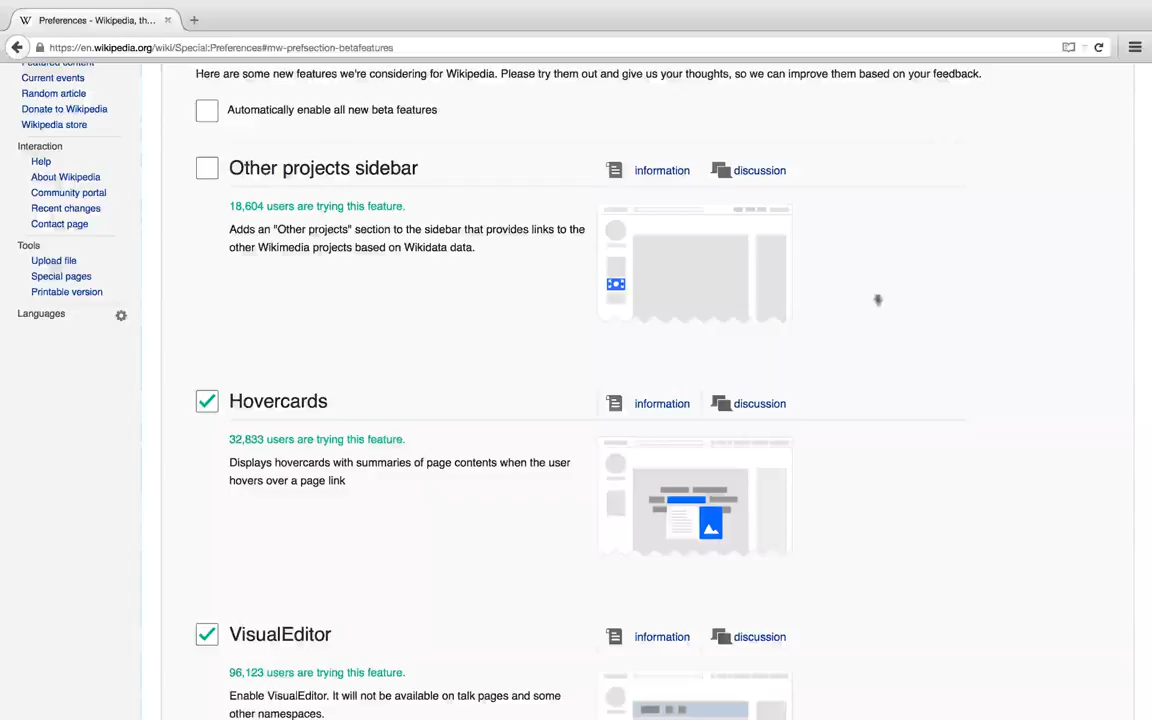 W Preferences - Wikipedia, th... × +
https://en.wikipedia.org/wiki/Special:Preferences#mw-prefsection-betafeatures
Featured content
Current events
Random article
Donate to Wikipedia
Wikipedia store
Interaction
Help
About Wikipedia
Community portal
Recent changes
Contact page
Tools
Upload file
Special pages
Printable version
Languages
Here are some new features we're considering for Wikipedia. Please try them out and give us your thoughts, so we can improve them based on your feedback.
Automatically enable all new beta features
Other projects sidebar information discussion
18,604 users are trying this feature.
Adds an "Other projects" section to the sidebar that provides links to the
other Wikimedia projects based on Wikidata data.
Hovercards information discussion
32,833 users are trying this feature.
Displays hovercards with summaries of page contents when the user
hovers over a page link
VisualEditor information discussion
96,123 users are trying this feature.
Enable VisualEditor. It will not be available on talk pages and some
other namespaces.